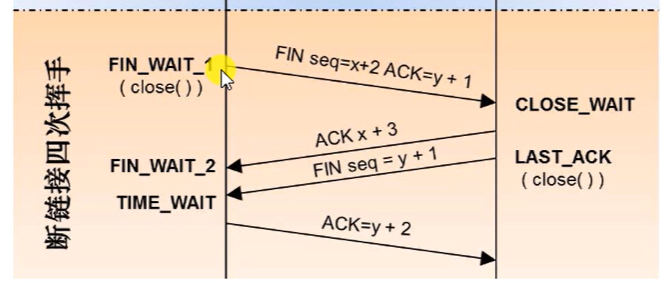 断链接四次挥手
FIN_WAIT_1
( close( ) )
FIN seq=x+2 ACK=y + 1
CLOSE_WAIT
ACK x + 3
FIN_WAIT_2
FIN seq = y + 1
LAST_ACK
( close( ) )
TIME_WAIT
ACK=y + 2